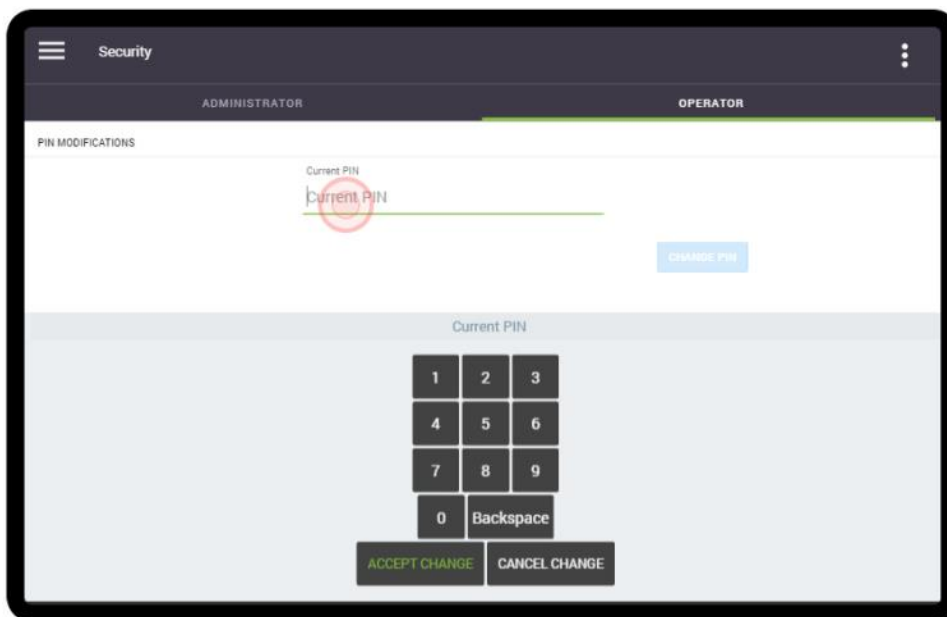 Security
ADMINISTRATOR OPERATOR
PIN MODIFICATIONS
Current PIN
Current PIN
CHANGE PIN
Current PIN
1 2 3
4 5 6
7 8 9
0 Backspace
ACCEPT CHANGE CANCEL CHANGE